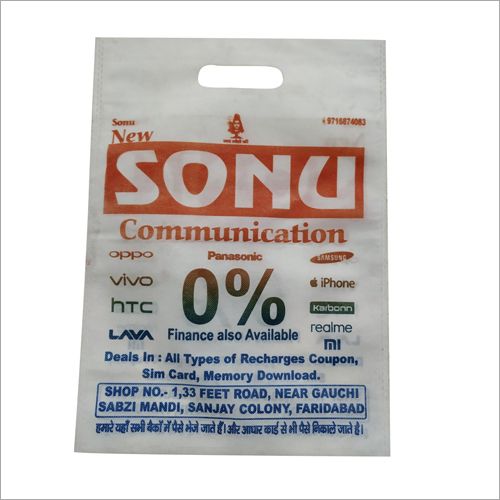 Sonu
+9716874083
New
SONU
Communication
oppo
Panasonic
SAMSUNG
vivo
0%
iPhone
hTC
Karbonn
LAVA
realme
mi
Finance also Available
Deals In : All Types of Recharges Coupon,
Sim Card, Memory Download.
SHOP NO.- 1,33 FEET ROAD, NEAR GAUCHI
SABZI MANDI, SANJAY COLONY, FARIDABAD
हमारे यहाँ सभी बैंकों में पैसे भेजे जाते हैं। और आधार कार्ड से भी पैसे निकाले जाते है।